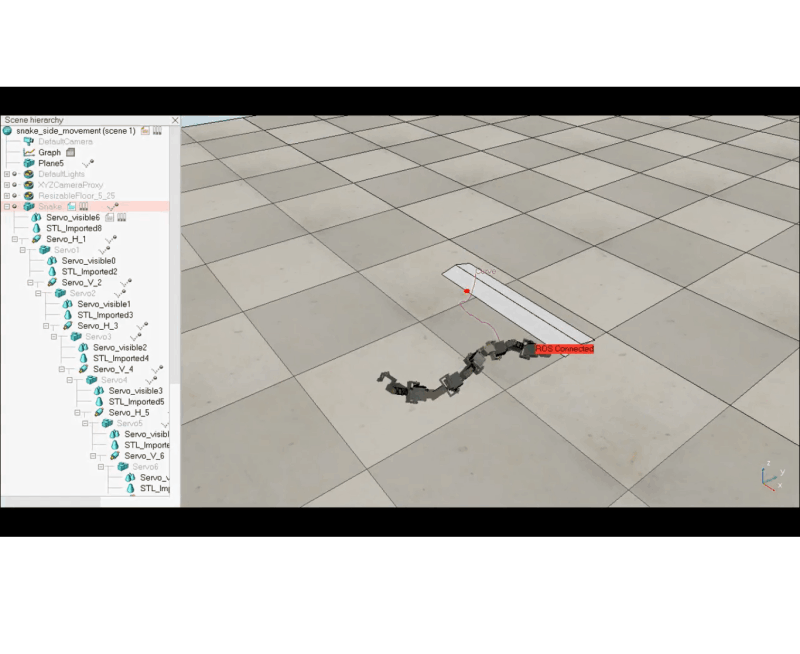 Scene hierarchy
snake_side_movement (scene 1)
DefaultCamera
Graph
Plane5
DefaultLights
XYZCameraProxy
ResizableFloor_5_25
Snake
Servo_visible6
STL_Imported8
Servo_H_1
Servo1
Servo_visible0
STL_Imported2
Servo_V_2
Servo2
Servo_visible1
STL_Imported3
Servo_H_3
Servo3
Servo_visible2
STL_Imported4
Servo_V_4
Servo4
Servo_visible3
STL_Imported5
Servo_H_5
Servo5
Servo_visibl
STL_Importe
Servo_V_6
Servo6
Servo_v
STL_Imp
Curve
ROS Connected
z
y
x